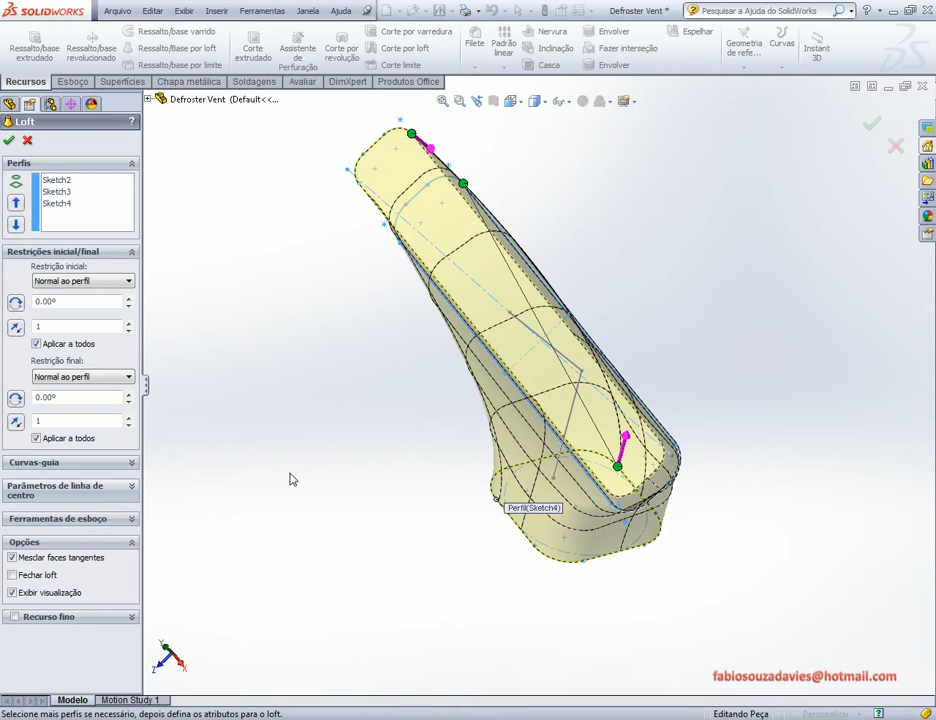 SOLIDWORKS
Arquivo Editar Exibir Inserir Ferramentas Janela Ajuda
Defroster Vent *
Pesquisar a Ajuda do SolidWorks
Ressalto/base extrudado
Ressalto/base revolucionado
Ressalto/base varrido
Ressalto/base por loft
Ressalto/base por limite
Corte extrudado
Assistente de Perfuração
Corte por revolução
Corte por varredura
Corte por loft
Corte limite
Filete
Padrão linear
Nervura
Inclinação
Casca
Envolver
Fazer interseção
Envolver
Espelhar
Geometria de refe...
Curvas
Instant 3D
Recursos Esboço Superfícies Chapa metálica Soldagens Avaliar DimXpert Produtos Office
Defroster Vent (Default<<...
Loft ?
Perfis
Sketch2
Sketch3
Sketch4
Restrições inicial/final
Restrição inicial:
Normal ao perfil
0.00º
1
Aplicar a todos
Restrição final:
Normal ao perfil
0.00º
1
Aplicar a todos
Curvas-guia
Parâmetros de linha de centro
Ferramentas de esboço
Opções
Mesclar faces tangentes
Fechar loft
Exibir visualização
Recurso fino
Perfil(Sketch4)
Y
Z X
fabiosouzadavies@hotmail.com
Modelo Motion Study 1
Selecione mais perfis se necessário, depois defina os atributos para o loft.
Editando Peça
Personalizar